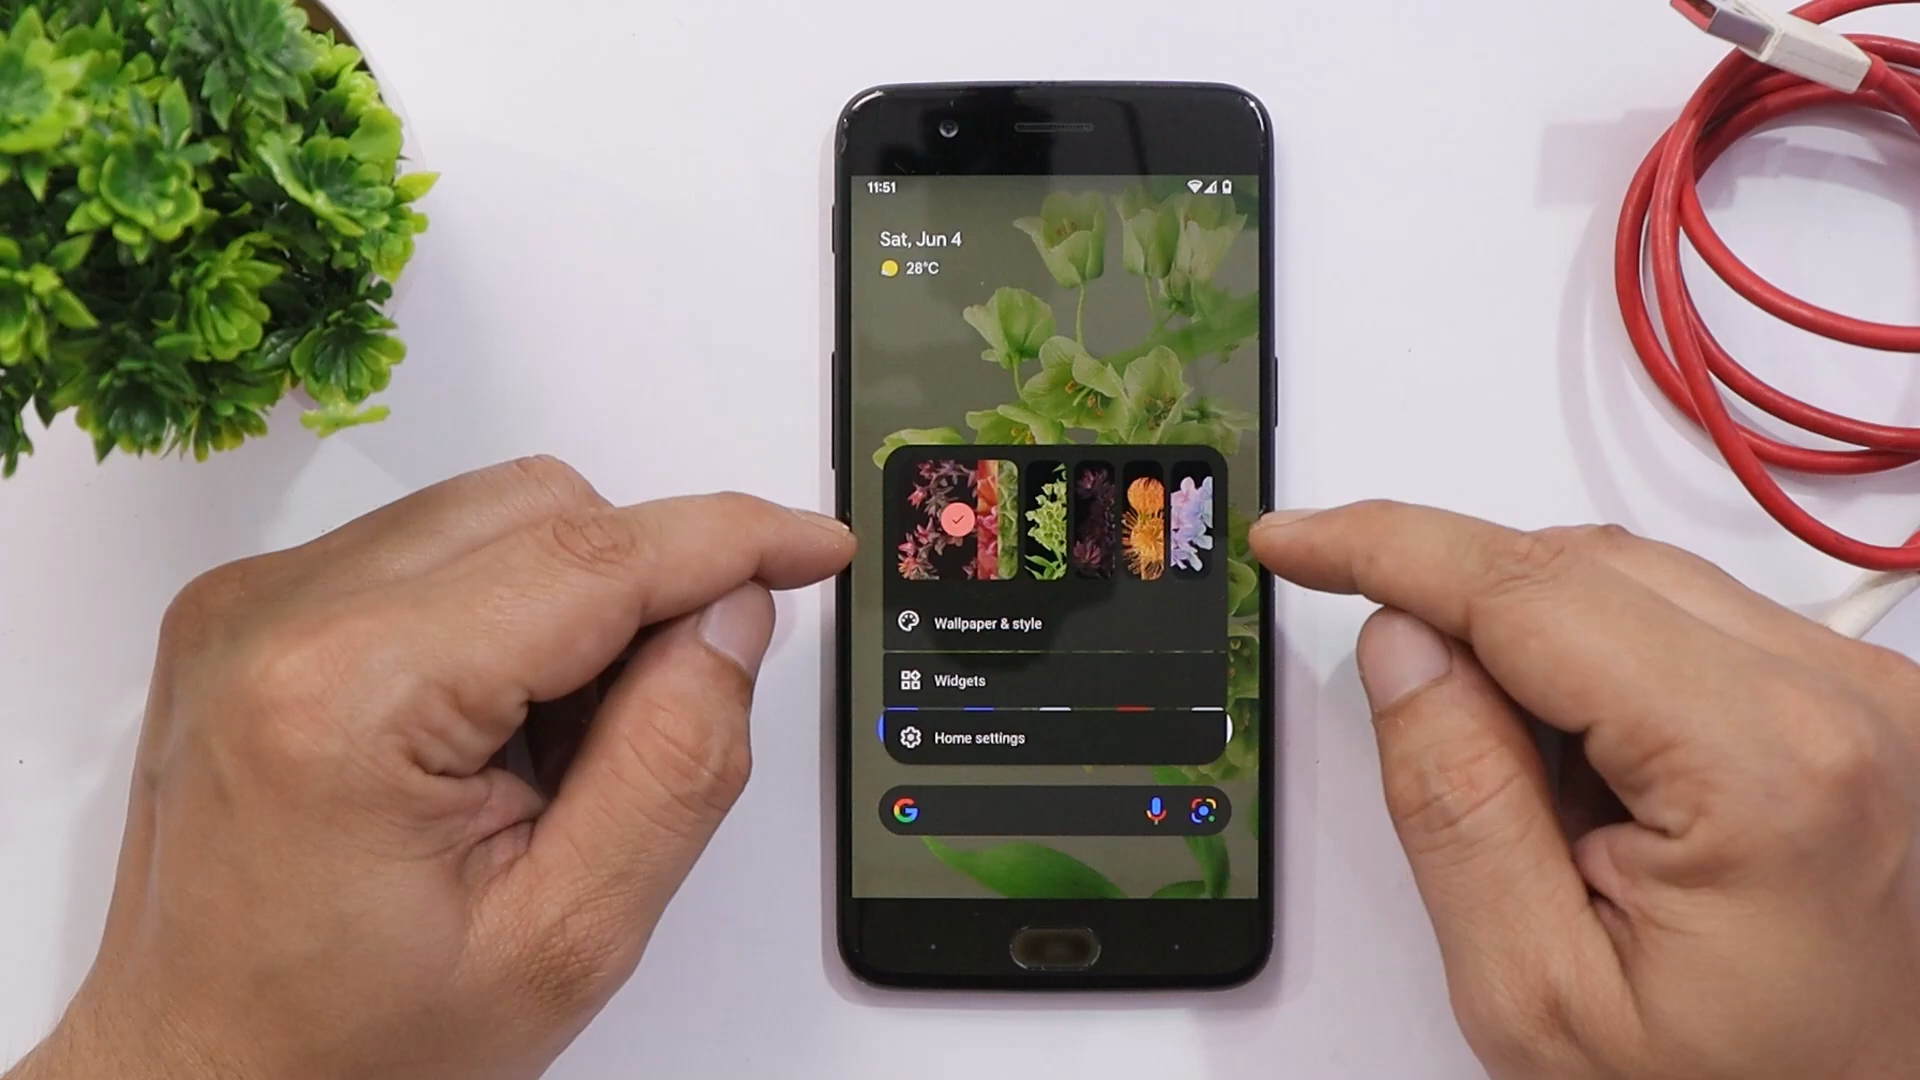 11:51
Sat, Jun 4
28°C
Wallpaper & style
Widgets
Home settings
G